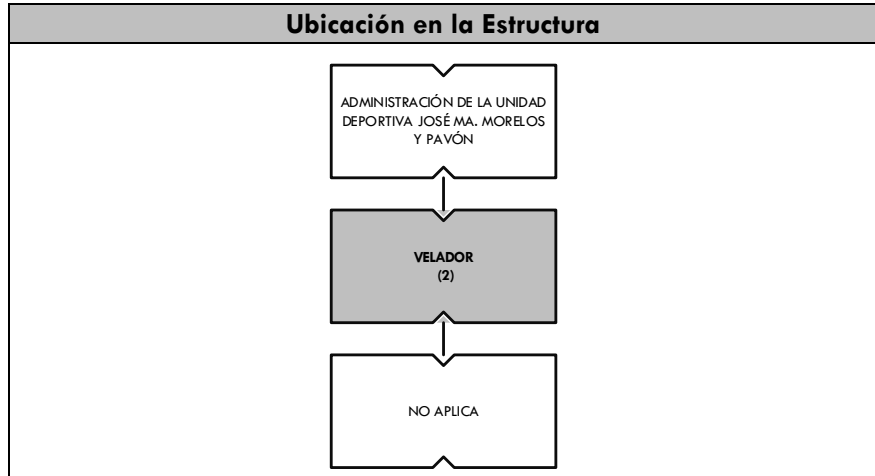 Ubicación en la Estructura
ADMINISTRACIÓN DE LA UNIDAD
DEPORTIVA JOSÉ MA. MORELOS
Y PAVÓN
VELADOR
(2)
NO APLICA